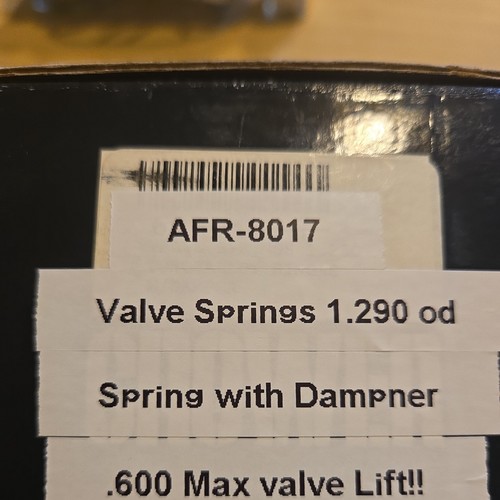 AFR-8017
Valve Springs 1.290 od
Spring with Dampner
.600 Max valve Lift!!